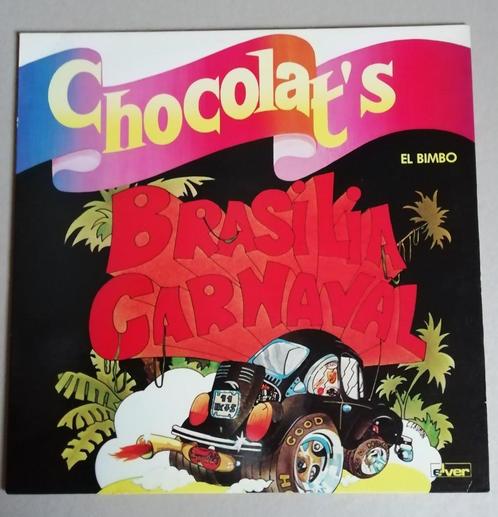 Chocolat's
EL BIMBO
BRASILIA
CARNAVAL
GOOD